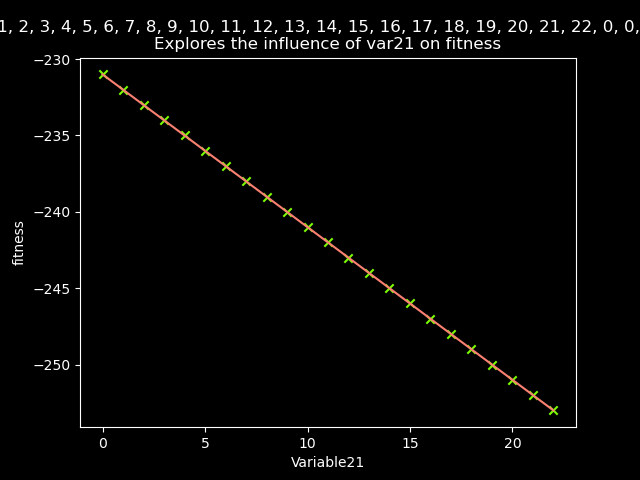 1, 2, 3, 4, 5, 6, 7, 8, 9, 10, 11, 12, 13, 14, 15, 16, 17, 18, 19, 20, 21, 22, 0, 0, 0,
Explores the influence of var21 on fitness
−230
−235
−240
−245
−250
fitness
0
5
10
15
20
Variable21